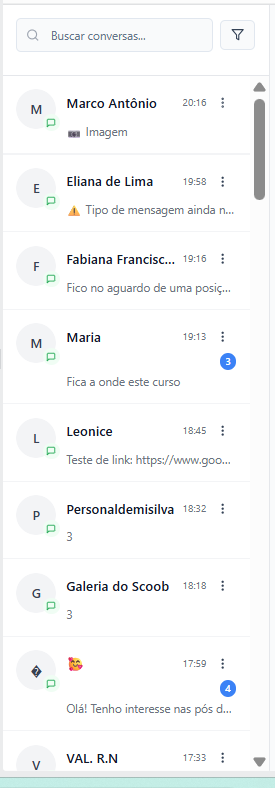 Buscar conversas...
M
Marco Antônio
20:16
📷 Imagem
E
Eliana de Lima
19:58
⚠️ Tipo de mensagem ainda n...
F
Fabiana Francisc...
19:16
Fico no aguardo de uma posiç...
M
Maria
19:13
3
Fica a onde este curso
L
Leonice
18:45
Teste de link: https://www.goo...
P
Personaldemisilva
18:32
3
G
Galeria do Scoob
18:18
3
�
🥰
17:59
4
Olá! Tenho interesse nas pós d...
V
VAL. R.N
17:33